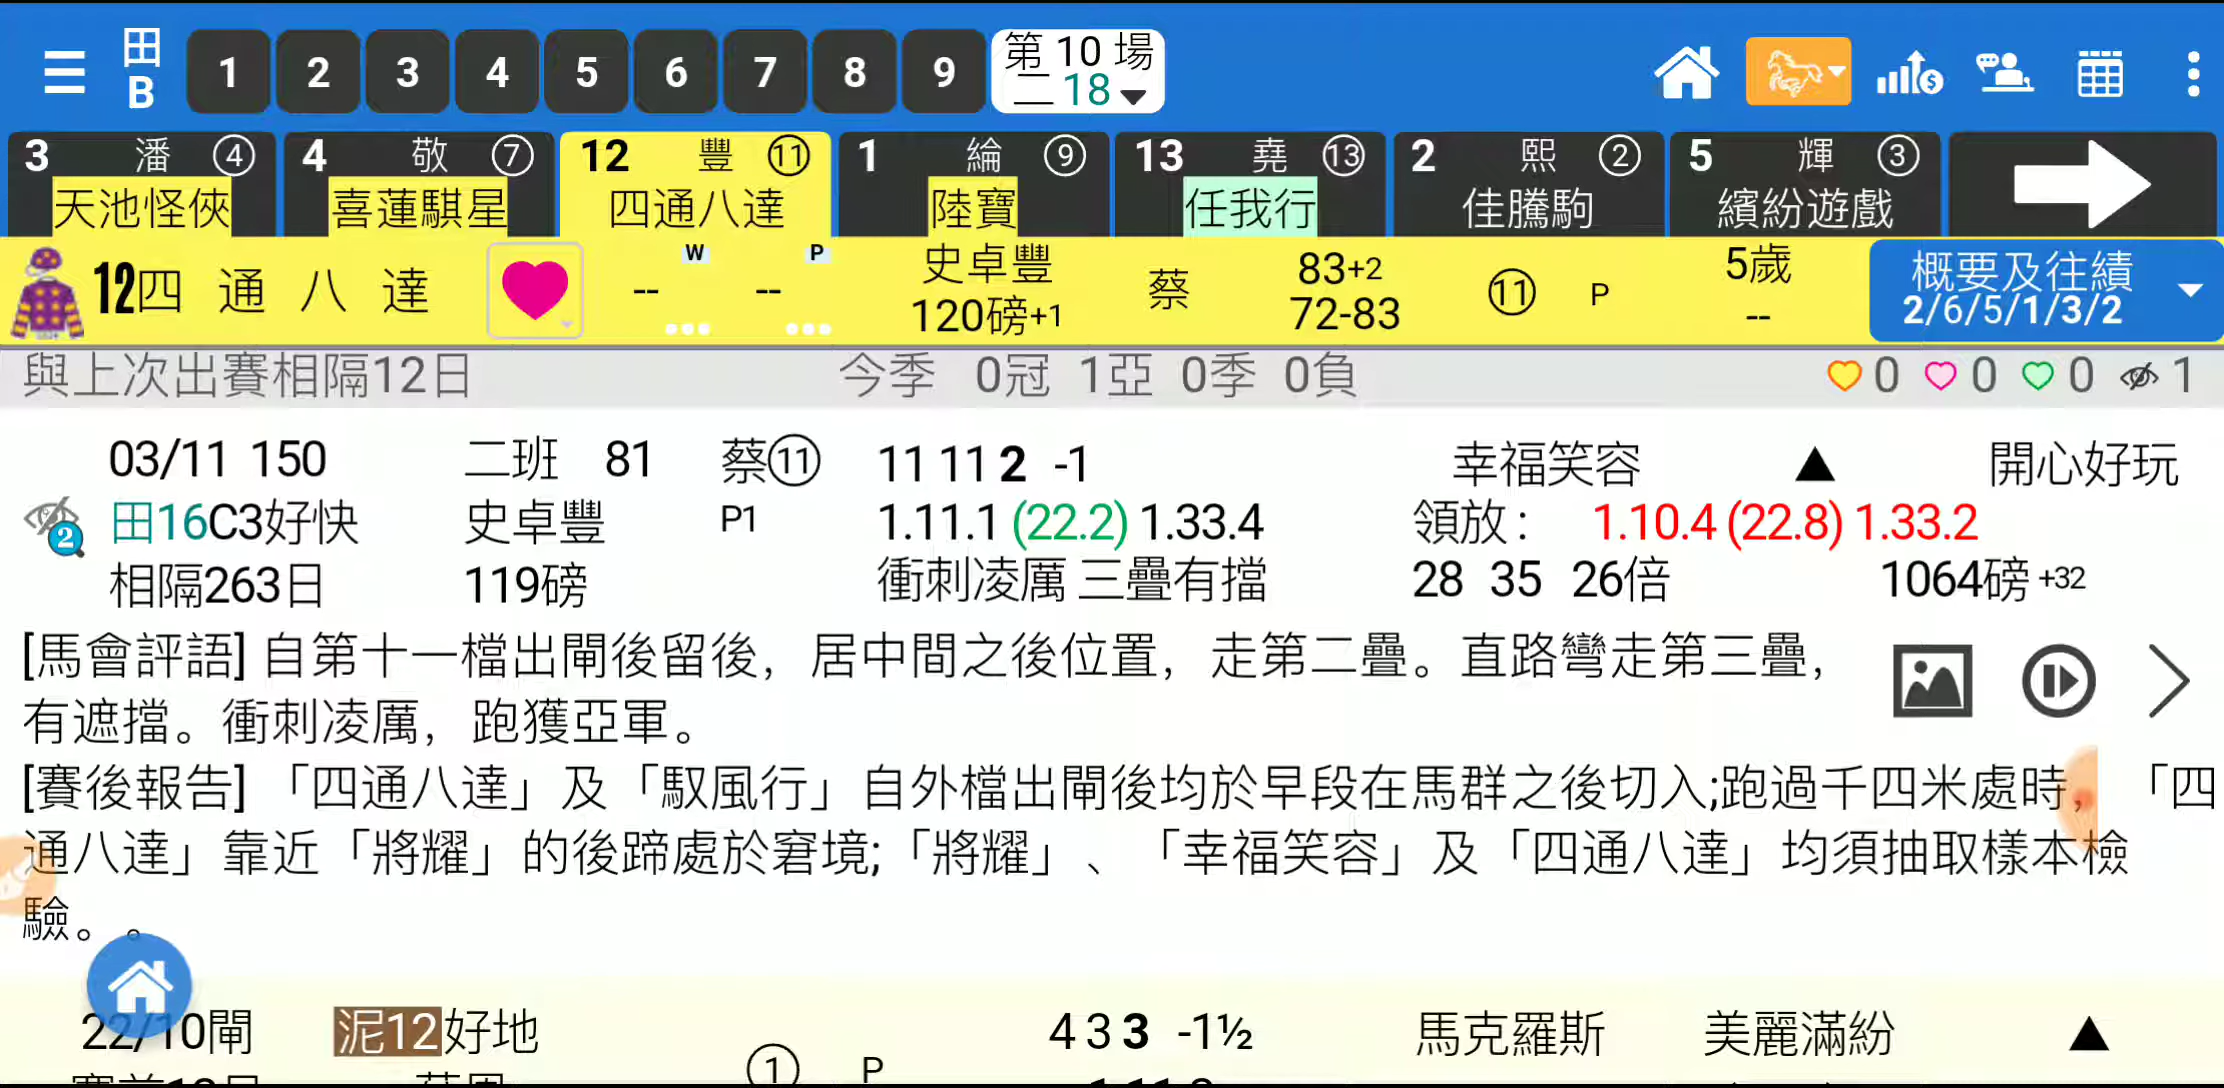 田
B
1 2 3 4 5 6 7 8 9
第 10 場
二 18
3 潘 ④
天池怪俠
4 敬 ⑦
喜蓮騏星
12 豐 ⑪
四通八達
1 綸 ⑨
陸寶
13 堯 ⑬
任我行
2 熙 ②
佳騰駒
5 輝 ③
繽紛遊戲
12四 通 八 達
W P
-- --
史卓豐
120磅+1
蔡
83+2
72-83
⑪ P
5歲
--
概要及往績
2/6/5/1/3/2
與上次出賽相隔12日 今季 0冠 1亞 0季 0負 0 0 0 1
03/11 150 二班 81 蔡⑪ 11 11 2 -1 幸福笑容 ▲ 開心好玩
2 田16C3好快 史卓豐 P1 1.11.1 (22.2) 1.33.4 領放: 1.10.4 (22.8) 1.33.2
相隔263日 119磅 衝刺凌厲 三疊有擋 28 35 26倍 1064磅 +32
[馬會評語] 自第十一檔出閘後留後，居中間之後位置，走第二疊。直路彎走第三疊，
有遮擋。衝刺凌厲，跑獲亞軍。
[賽後報告] 「四通八達」及「馭風行」自外檔出閘後均於早段在馬群之後切入;跑過千四米處時，「四
通八達」靠近「將耀」的後蹄處於窘境;「將耀」、「幸福笑容」及「四通八達」均須抽取樣本檢
驗。。
22/10閘 泥12好地 ① P 4 3 3 -1½ 馬克羅斯 美麗滿紛 ▲